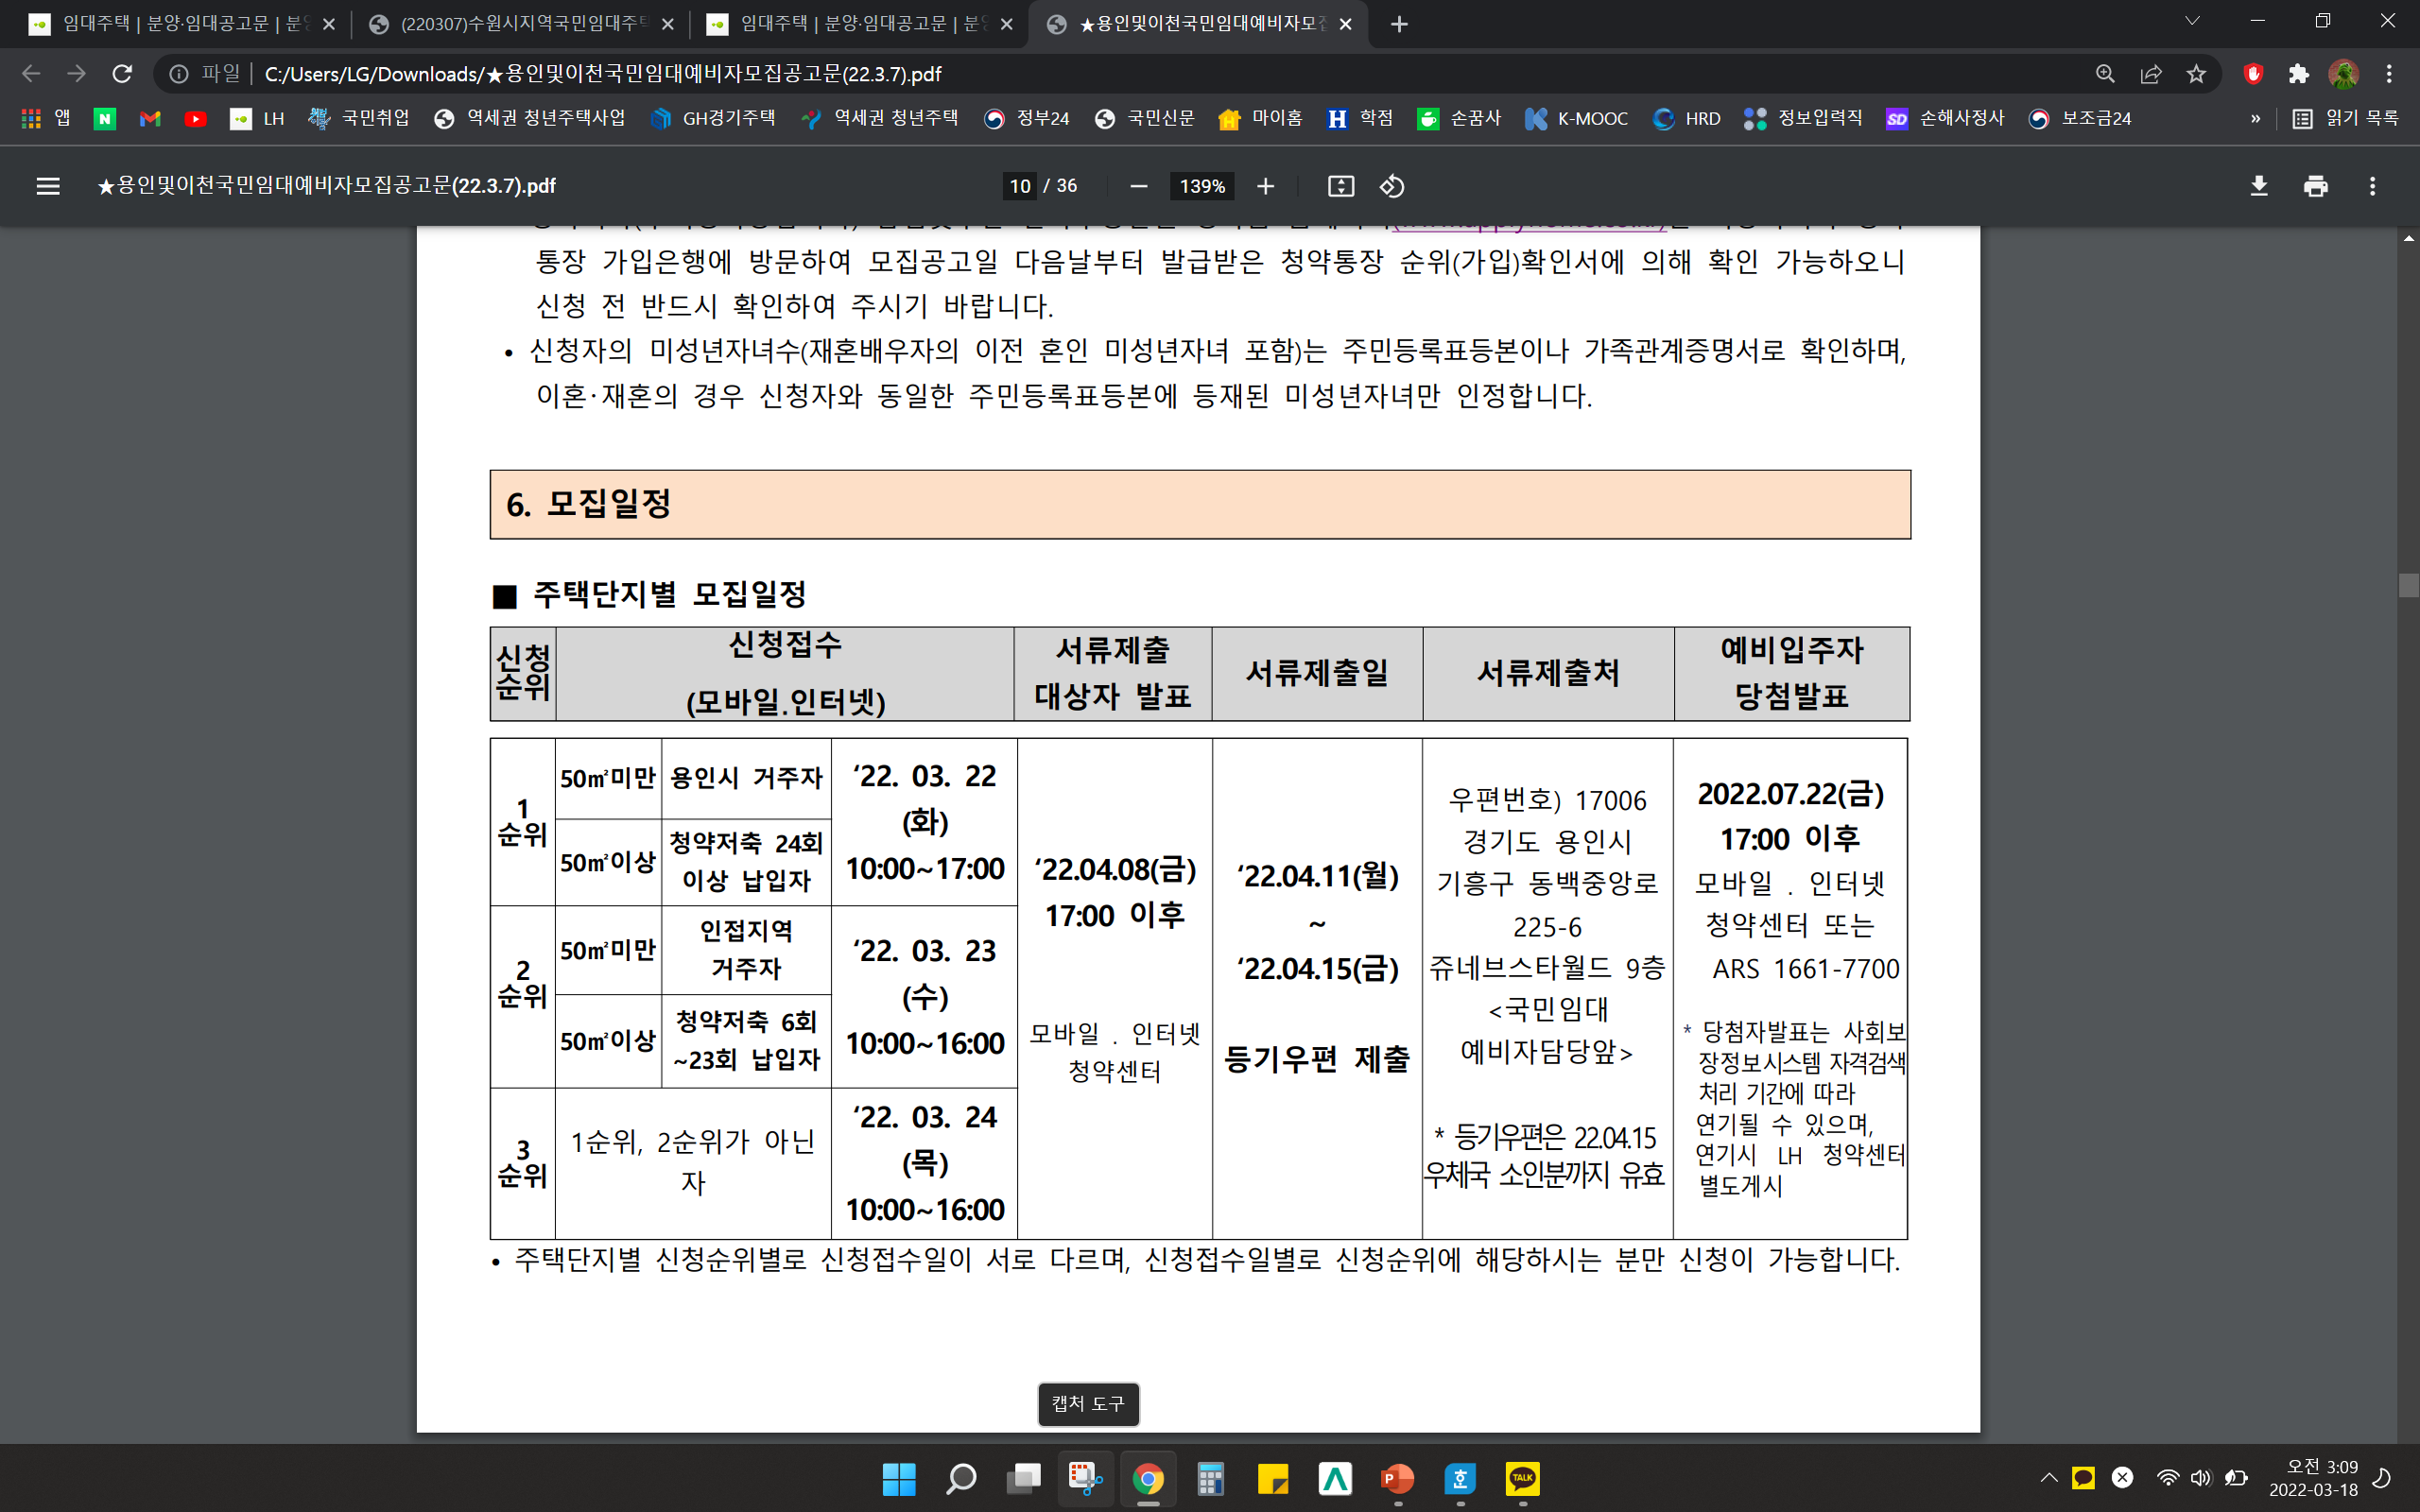 임대주택 | 분양·임대공고문 | 분양
(220307)수원시지역국민임대주택
임대주택 | 분양·임대공고문 | 분양
★용인및이천국민임대예비자모집
파일 | C:/Users/LG/Downloads/★용인및이천국민임대예비자모집공고문(22.3.7).pdf
앱 LH 국민취업 역세권 청년주택사업 GH경기주택 역세권 청년주택 정부24 국민신문 마이홈 학점 손꿈사 K-MOOC HRD 정보입력직 손해사정사 보조금24 » 읽기 목록
★용인및이천국민임대예비자모집공고문(22.3.7).pdf 10 / 36 139%
통장 가입은행에 방문하여 모집공고일 다음날부터 발급받은 청약통장 순위(가입)확인서에 의해 확인 가능하오니
신청 전 반드시 확인하여 주시기 바랍니다.
• 신청자의 미성년자녀수(재혼배우자의 이전 혼인 미성년자녀 포함)는 주민등록표등본이나 가족관계증명서로 확인하며,
이혼·재혼의 경우 신청자와 동일한 주민등록표등본에 등재된 미성년자녀만 인정합니다.
6. 모집일정
■ 주택단지별 모집일정
신청
순위
신청접수
(모바일.인터넷)
서류제출
대상자 발표
서류제출일
서류제출처
예비입주자
당첨발표
1
순위
50㎡미만
용인시 거주자
50㎡이상
청약저축 24회
이상 납입자
‘22. 03. 22
(화)
10:00~17:00
2
순위
50㎡미만
인접지역
거주자
50㎡이상
청약저축 6회
~23회 납입자
‘22. 03. 23
(수)
10:00~16:00
3
순위
1순위, 2순위가 아닌
자
‘22. 03. 24
(목)
10:00~16:00
‘22.04.08(금)
17:00 이후
모바일 . 인터넷
청약센터
‘22.04.11(월)
~
‘22.04.15(금)
등기우편 제출
우편번호) 17006
경기도 용인시
기흥구 동백중앙로
225-6
쥬네브스타월드 9층
<국민임대
예비자담당앞>
* 등기우편은 22.04.15
우체국 소인분까지 유효
2022.07.22(금)
17:00 이후
모바일 . 인터넷
청약센터 또는
ARS 1661-7700
* 당첨자발표는 사회보
장정보시스템 자격검색
처리 기간에 따라
연기될 수 있으며,
연기시 LH 청약센터
별도게시
• 주택단지별 신청순위별로 신청접수일이 서로 다르며, 신청접수일별로 신청순위에 해당하시는 분만 신청이 가능합니다.
캡처 도구
오전 3:09
2022-03-18